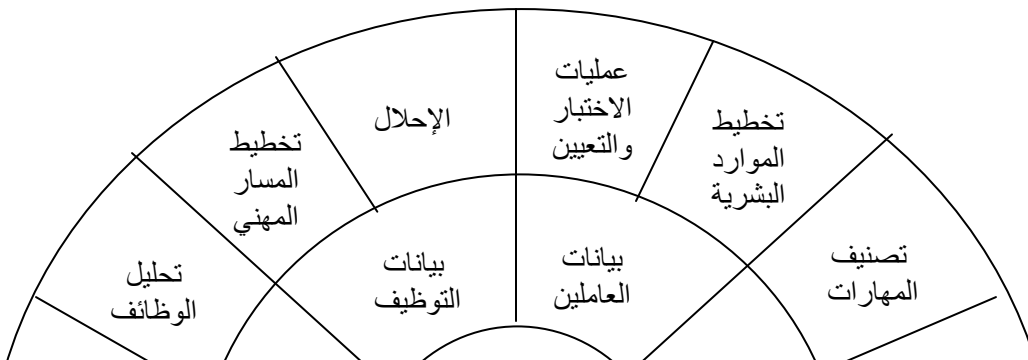 عمليات
الاختبار
والتعيين
الإحلال
تخطيط
الموارد
البشرية
تخطيط
المسار
المهني
تصنيف
المهارات
بيانات
العاملين
بيانات
التوظيف
تحليل
الوظائف